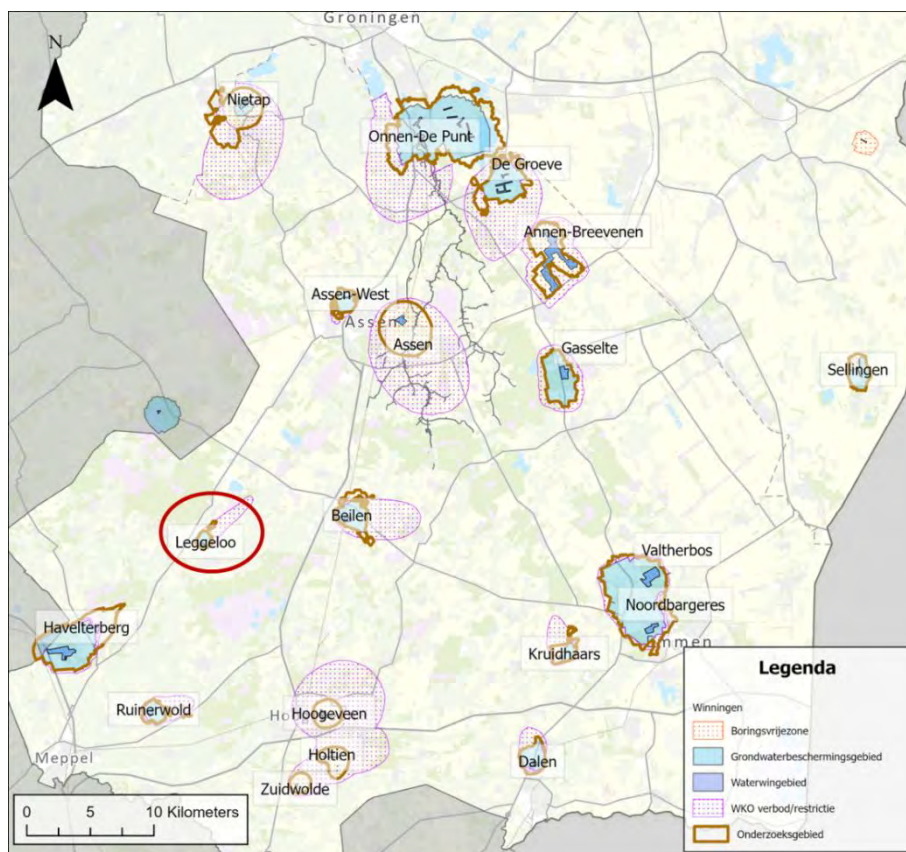 Groningen
N
Nietap
Onnen-De Punt
De Groeve
Annen-Breevenen
Assen-West
Assen
Assen
Gasselte
Sellingen
Leggeloo
Beilen
Valtherbos
Noordbargeres
mmen
Havelterberg
Kruidhaars
Ruinerwold
Ho
Hoogeveen
Holtien
Zuidwolde
Dalen
Meppel
0 5 10 Kilometers
Legenda
Winningen
Boringsvrijezone
Grondwaterbeschermingsgebied
Waterwingebied
WKO verbod/restrictie
Onderzoeksgebied